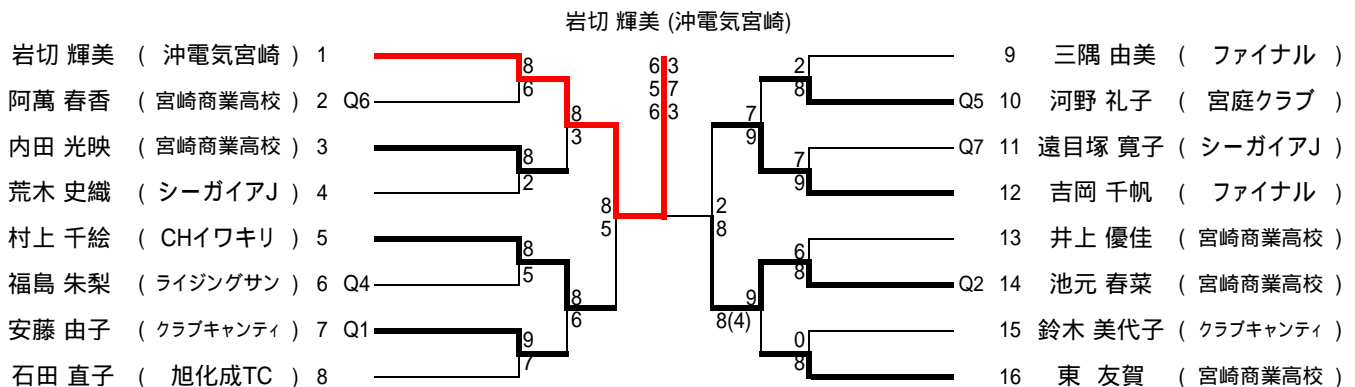 岩切 輝美 (沖電気宮崎)
岩切 輝美 ( 沖電気宮崎 ) 1
阿萬 春香 ( 宮崎商業高校 ) 2 Q6
内田 光映 ( 宮崎商業高校 ) 3
荒木 史織 ( シーガイアJ ) 4
村上 千絵 ( CHイワキリ ) 5
福島 朱梨 ( ライジングサン ) 6 Q4
安藤 由子 ( クラブキャンティ ) 7 Q1
石田 直子 ( 旭化成TC ) 8
8
6
8
2
8
5
9
7
8
3
8
6
8
5
6 3
5 7
6 3
2
8
7
9
9
8(4)
2
8
7
9
6
8
0
8
9 三隅 由美 ( ファイナル )
Q5 10 河野 礼子 ( 宮庭クラブ )
Q7 11 遠目塚 寛子 ( シーガイアJ )
12 吉岡 千帆 ( ファイナル )
13 井上 優佳 ( 宮崎商業高校 )
Q2 14 池元 春菜 ( 宮崎商業高校 )
15 鈴木 美代子 ( クラブキャンティ )
16 東 友賀 ( 宮崎商業高校 )